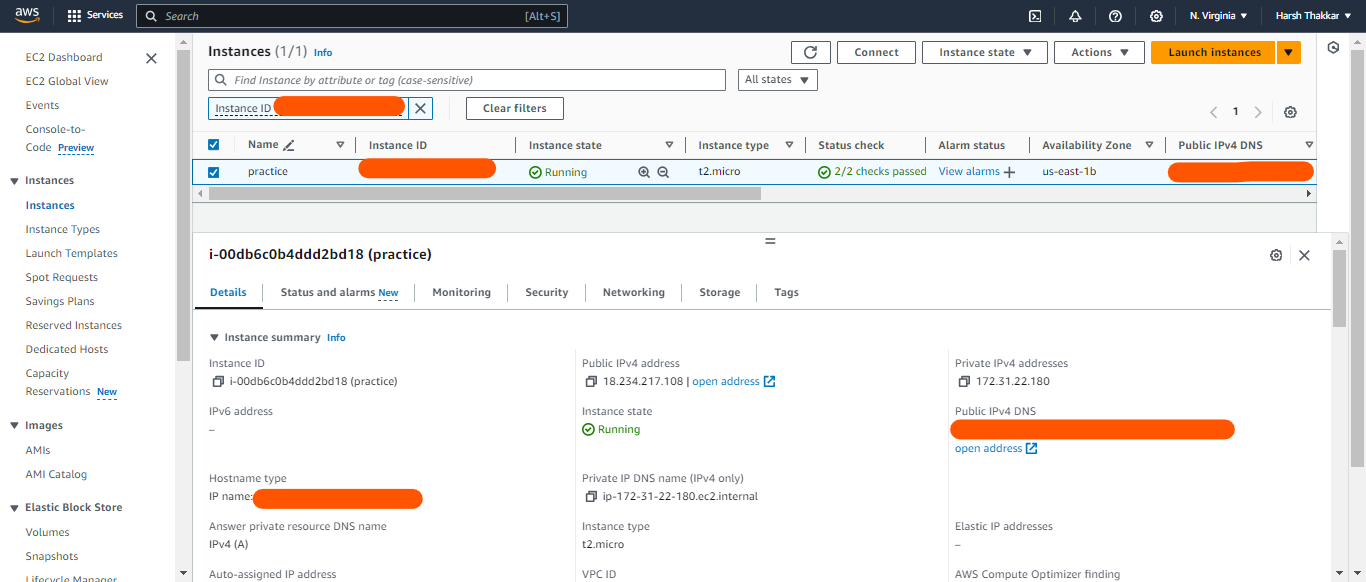 aws Services Search [Alt+S] N. Virginia Harsh Thakkar
EC2 Dashboard
EC2 Global View
Events
Console-to-
Code Preview
Instances
Instances
Instance Types
Launch Templates
Spot Requests
Savings Plans
Reserved Instances
Dedicated Hosts
Capacity
Reservations New
Images
AMIs
AMI Catalog
Elastic Block Store
Volumes
Snapshots
Lifecycle Manager
Instances (1/1) Info Connect Instance state Actions Launch instances
Find Instance by attribute or tag (case-sensitive) All states
Instance ID Clear filters 1
Name Instance ID Instance state Instance type Status check Alarm status Availability Zone Public IPv4 DNS
practice Running t2.micro 2/2 checks passed View alarms us-east-1b
i-00db6c0b4ddd2bd18 (practice)
Details Status and alarms New Monitoring Security Networking Storage Tags
Instance summary Info
Instance ID Public IPv4 address Private IPv4 addresses
i-00db6c0b4ddd2bd18 (practice) 18.234.217.108 | open address 172.31.22.180
IPv6 address Instance state Public IPv4 DNS
– Running
open address
Hostname type Private IP DNS name (IPv4 only)
IP name: ip-172-31-22-180.ec2.internal
Answer private resource DNS name Instance type Elastic IP addresses
IPv4 (A) t2.micro –
Auto-assigned IP address VPC ID AWS Compute Optimizer finding